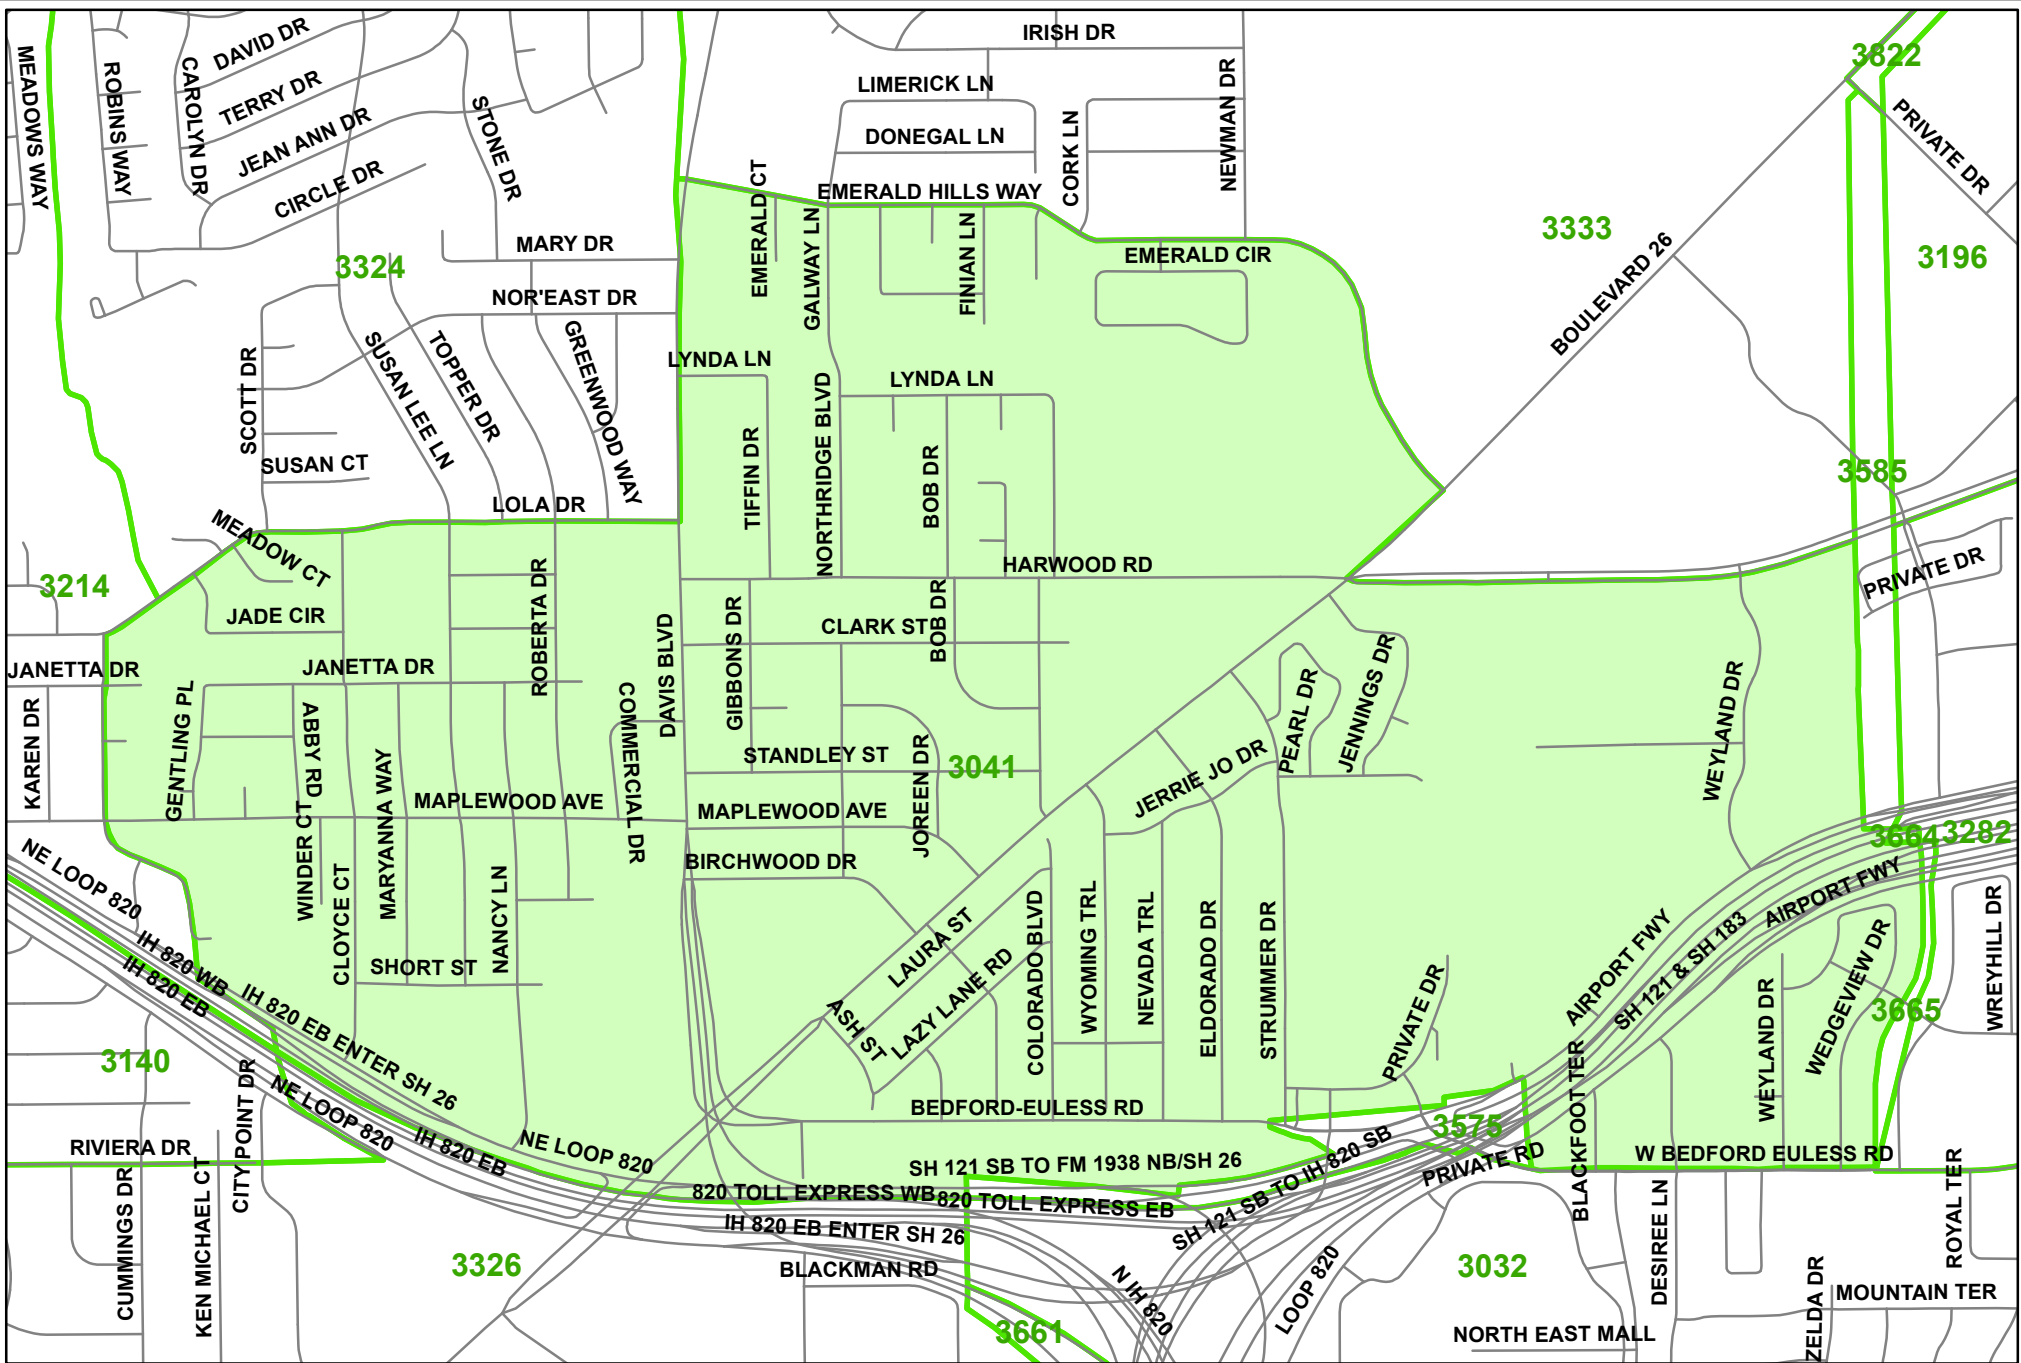 IRISH DR
DAVID DR
MEADOWS WAY
ROBINS WAY
CAROLYN DR
TERRY DR
JEAN ANN DR
CIRCLE DR
STONE DR
LIMERICK LN
DONEGAL LN
CORK LN
NEWMAN DR
3822
PRIVATE DR
EMERALD CT
EMERALD HILLS WAY
3333
3196
MARY DR
3324
GALWAY LN
FINIAN LN
EMERALD CIR
BOULEVARD 26
NOR'EAST DR
SCOTT DR
SUSAN LEE LN
TOPPER DR
GREENWOOD WAY
LYNDA LN
LYNDA LN
NORTHRIDGE BLVD
TIFFIN DR
BOB DR
SUSAN CT
LOLA DR
3585
MEADOW CT
HARWOOD RD
PRIVATE DR
3214
JADE CIR
ROBERTA DR
DAVIS BLVD
GIBBONS DR
CLARK ST
BOB DR
JANETTA DR
JANETTA DR
KAREN DR
GENTLING PL
ABBY RD
MARYANNA WAY
COMMERCIAL DR
PEARL DR
JENNINGS DR
WEYLAND DR
STANDLEY ST
JOREEN DR
3041
JERRIE JO DR
MAPLEWOOD AVE
MAPLEWOOD AVE
WINDER CT
3664
3282
NE LOOP 820
BIRCHWOOD DR
CLOYCE CT
NANCY LN
LAURA ST
LAZY LANE RD
ASH ST
COLORADO BLVD
WYOMING TRL
NEVADA TRL
ELDORADO DR
STRUMMER DR
PRIVATE DR
AIRPORT FWY
AIRPORT FWY
SH 121 & SH 183
WEDGEVIEW DR
WEYLAND DR
WREYHILL DR
3665
IH 820 WB
IH 820 EB
SHORT ST
IH 820 EB ENTER SH 26
3140
CITY POINT DR
NE LOOP 820
BEDFORD-EULESS RD
3575
BLACKFOOT TER
RIVIERA DR
IH 820 EB
NE LOOP 820
SH 121 SB TO FM 1938 NB/SH 26
SH 121 SB TO IH 820 SB
PRIVATE RD
W BEDFORD EULESS RD
820 TOLL EXPRESS WB
820 TOLL EXPRESS EB
IH 820 EB ENTER SH 26
CUMMINGS DR
KEN MICHAEL CT
3326
BLACKMAN RD
N IH 820
LOOP 820
3032
DESIREE LN
ROYAL TER
ZELDA DR
MOUNTAIN TER
3661
NORTH EAST MALL